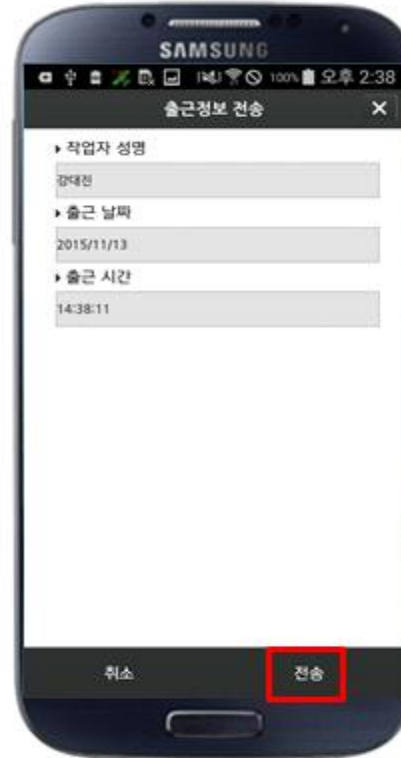 SAMSUNG
100% 오후 2:38
출근정보 전송 ×
작업자 성명
강대진
출근 날짜
2015/11/13
출근 시간
14:38:11
취소 전송